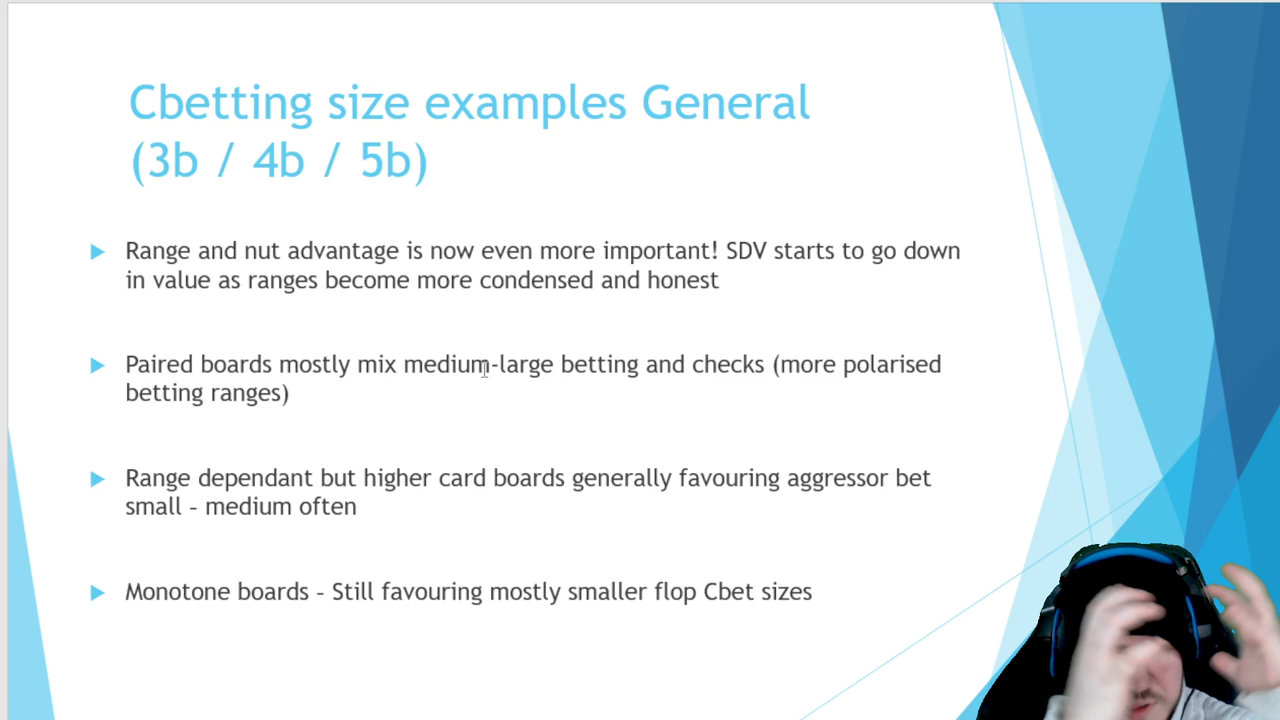 Cbetting size examples General
(3b / 4b / 5b)
Range and nut advantage is now even more important! SDV starts to go down
in value as ranges become more condensed and honest
Paired boards mostly mix medium-large betting and checks (more polarised
betting ranges)
Range dependant but higher card boards generally favouring aggressor bet
small – medium often
Monotone boards – Still favouring mostly smaller flop Cbet sizes